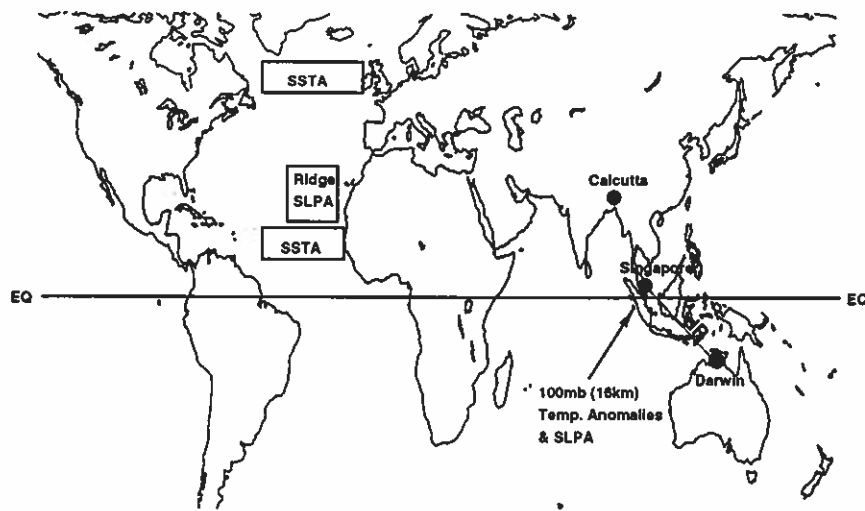 SSTA
Ridge
SLPA
Calcutta
SSTA
Singapore
EQ
EQ
Darwin
100mb (16km)
Temp. Anomalies
& SLPA